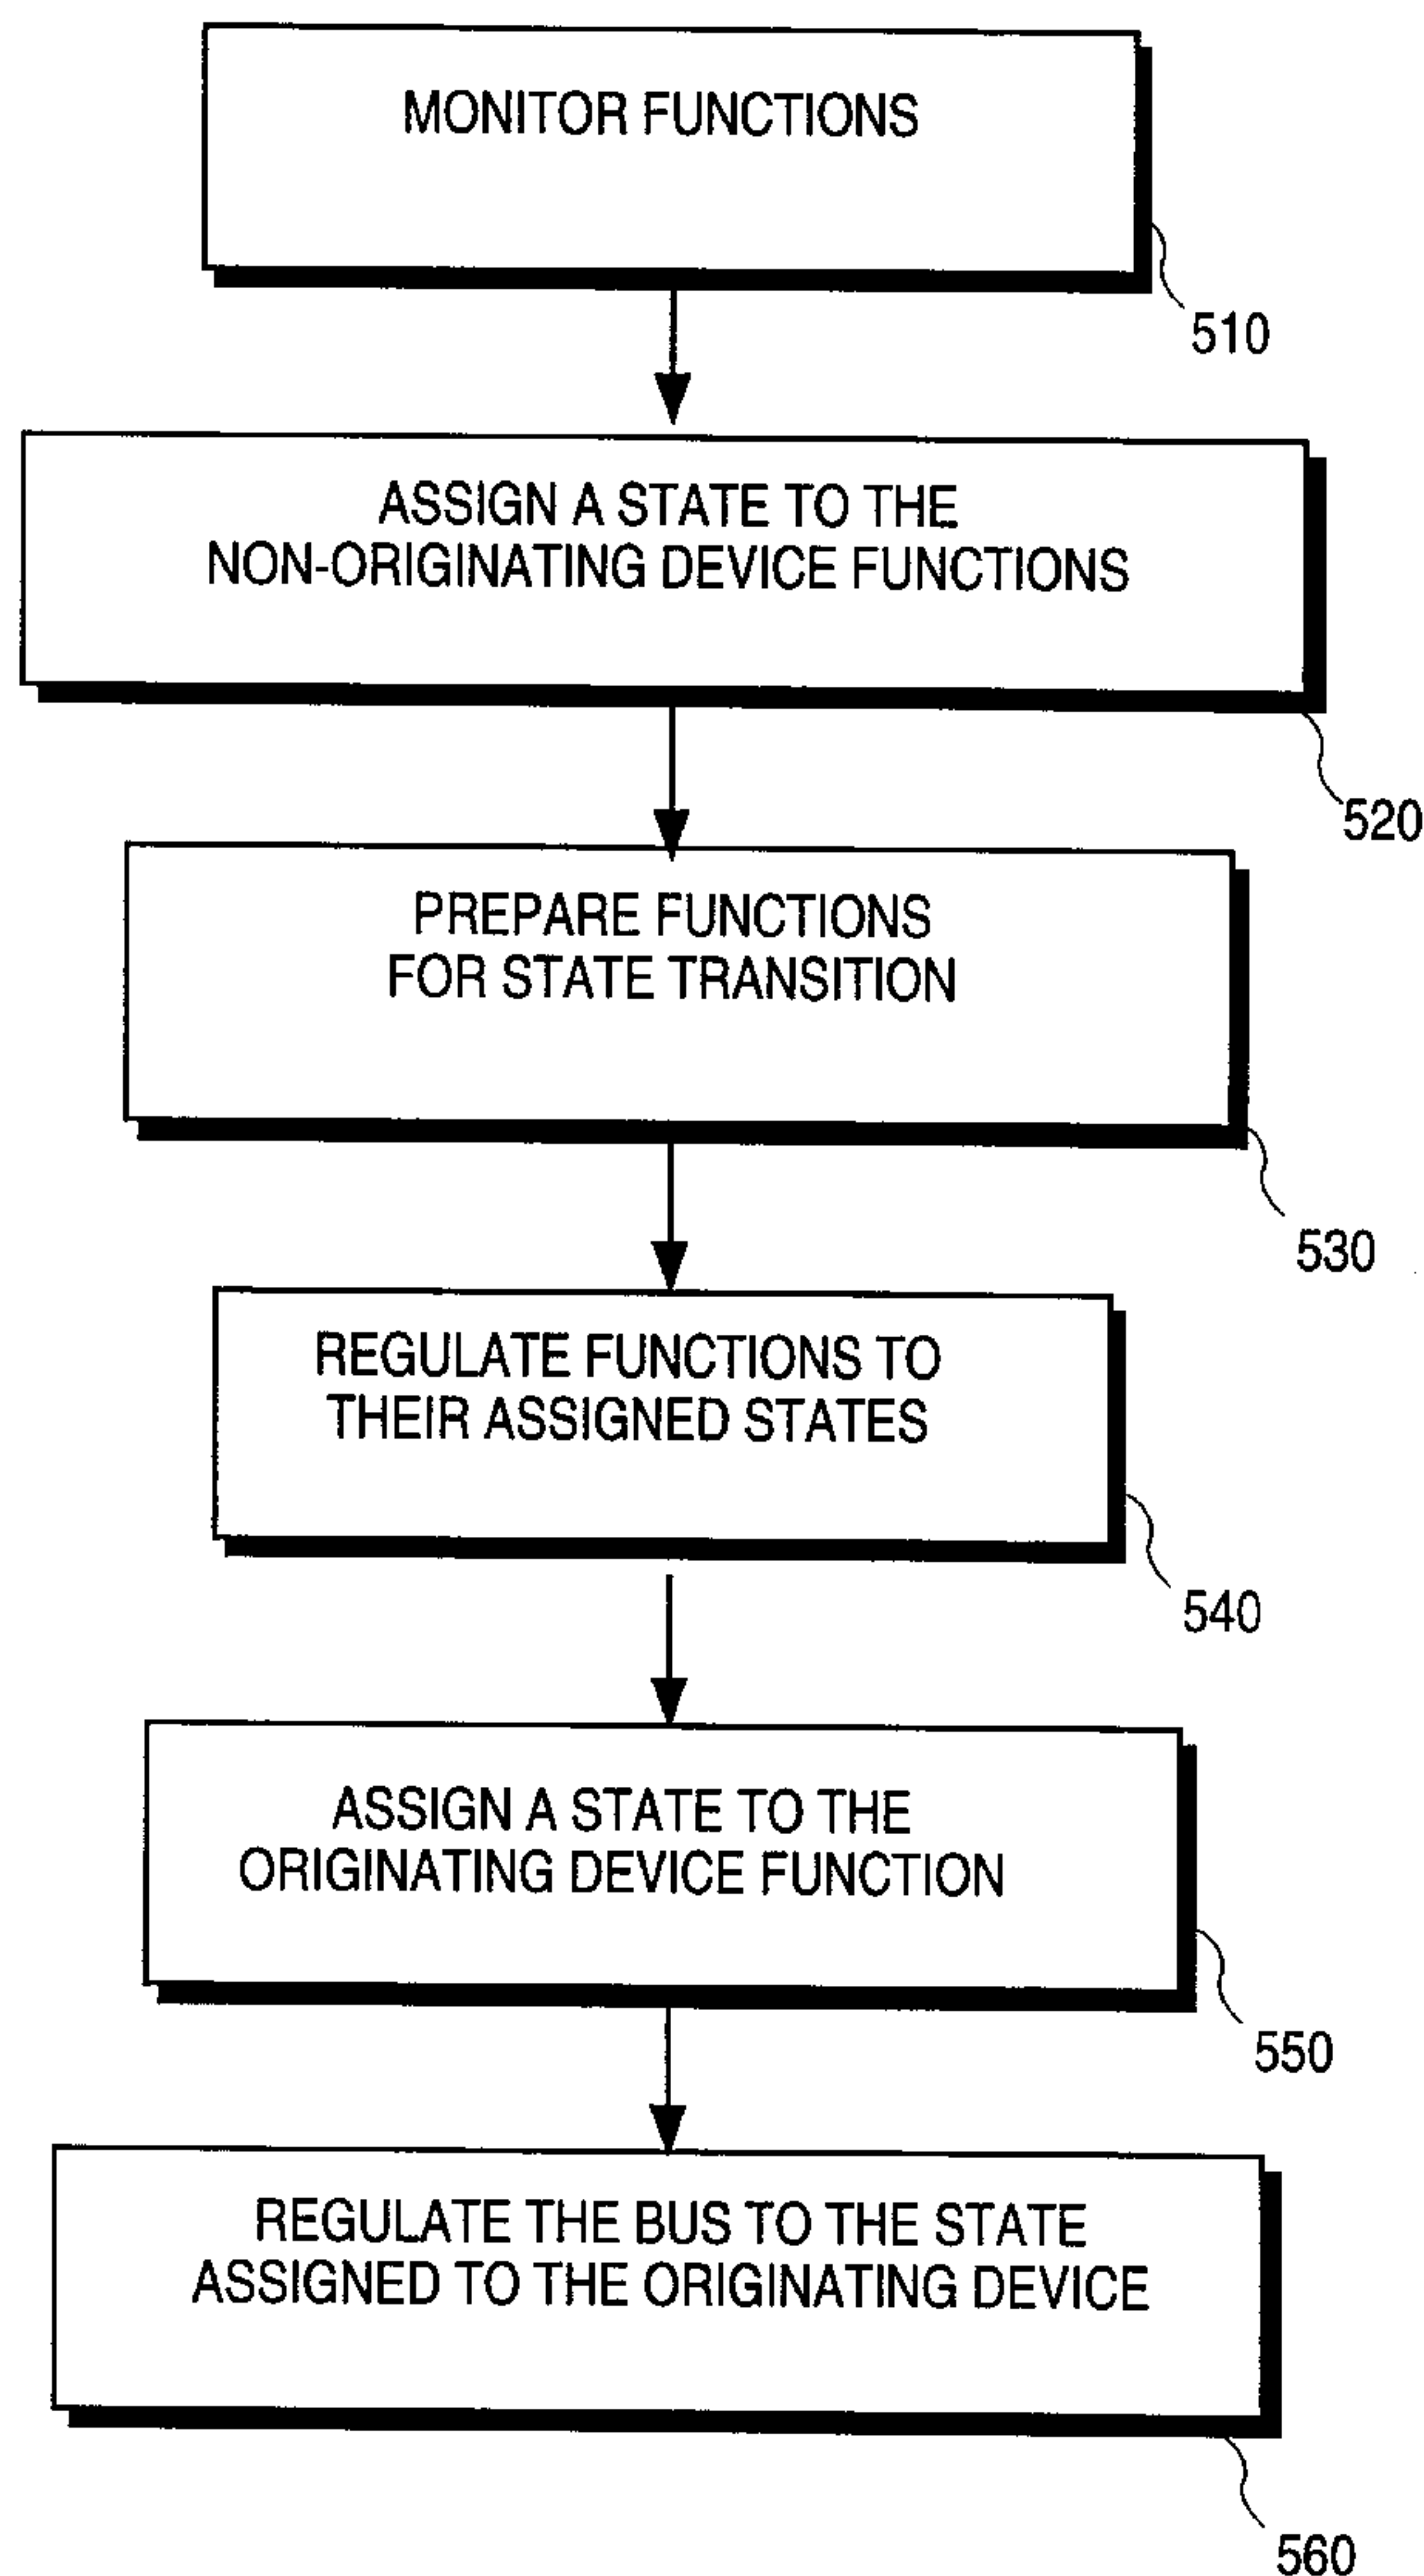 MONITOR FUNCTIONS
510
ASSIGN A STATE TO THE
NON-ORIGINATING DEVICE FUNCTIONS
520
PREPARE FUNCTIONS
FOR STATE TRANSITION
530
REGULATE FUNCTIONS TO
THEIR ASSIGNED STATES
540
ASSIGN A STATE TO THE
ORIGINATING DEVICE FUNCTION
550
REGULATE THE BUS TO THE STATE
ASSIGNED TO THE ORIGINATING DEVICE
560